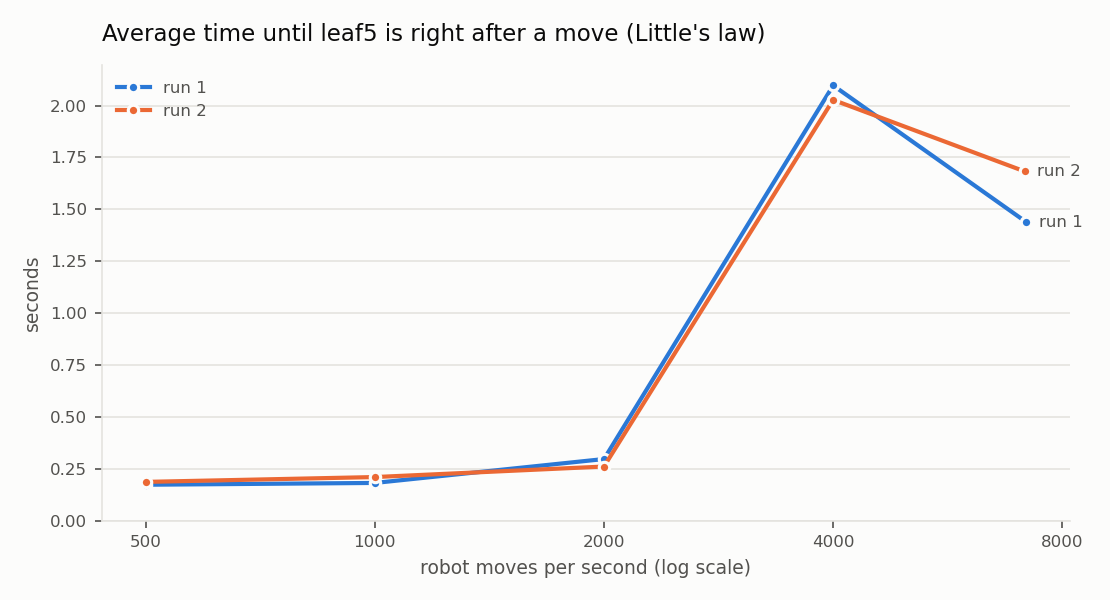 Average time until leaf5 is right after a move (Little's law)
run 1
run 2
2.00
1.75
1.50
1.25
1.00
0.75
0.50
0.25
0.00
seconds
run 2
run 1
500 1000 2000 4000 8000
robot moves per second (log scale)